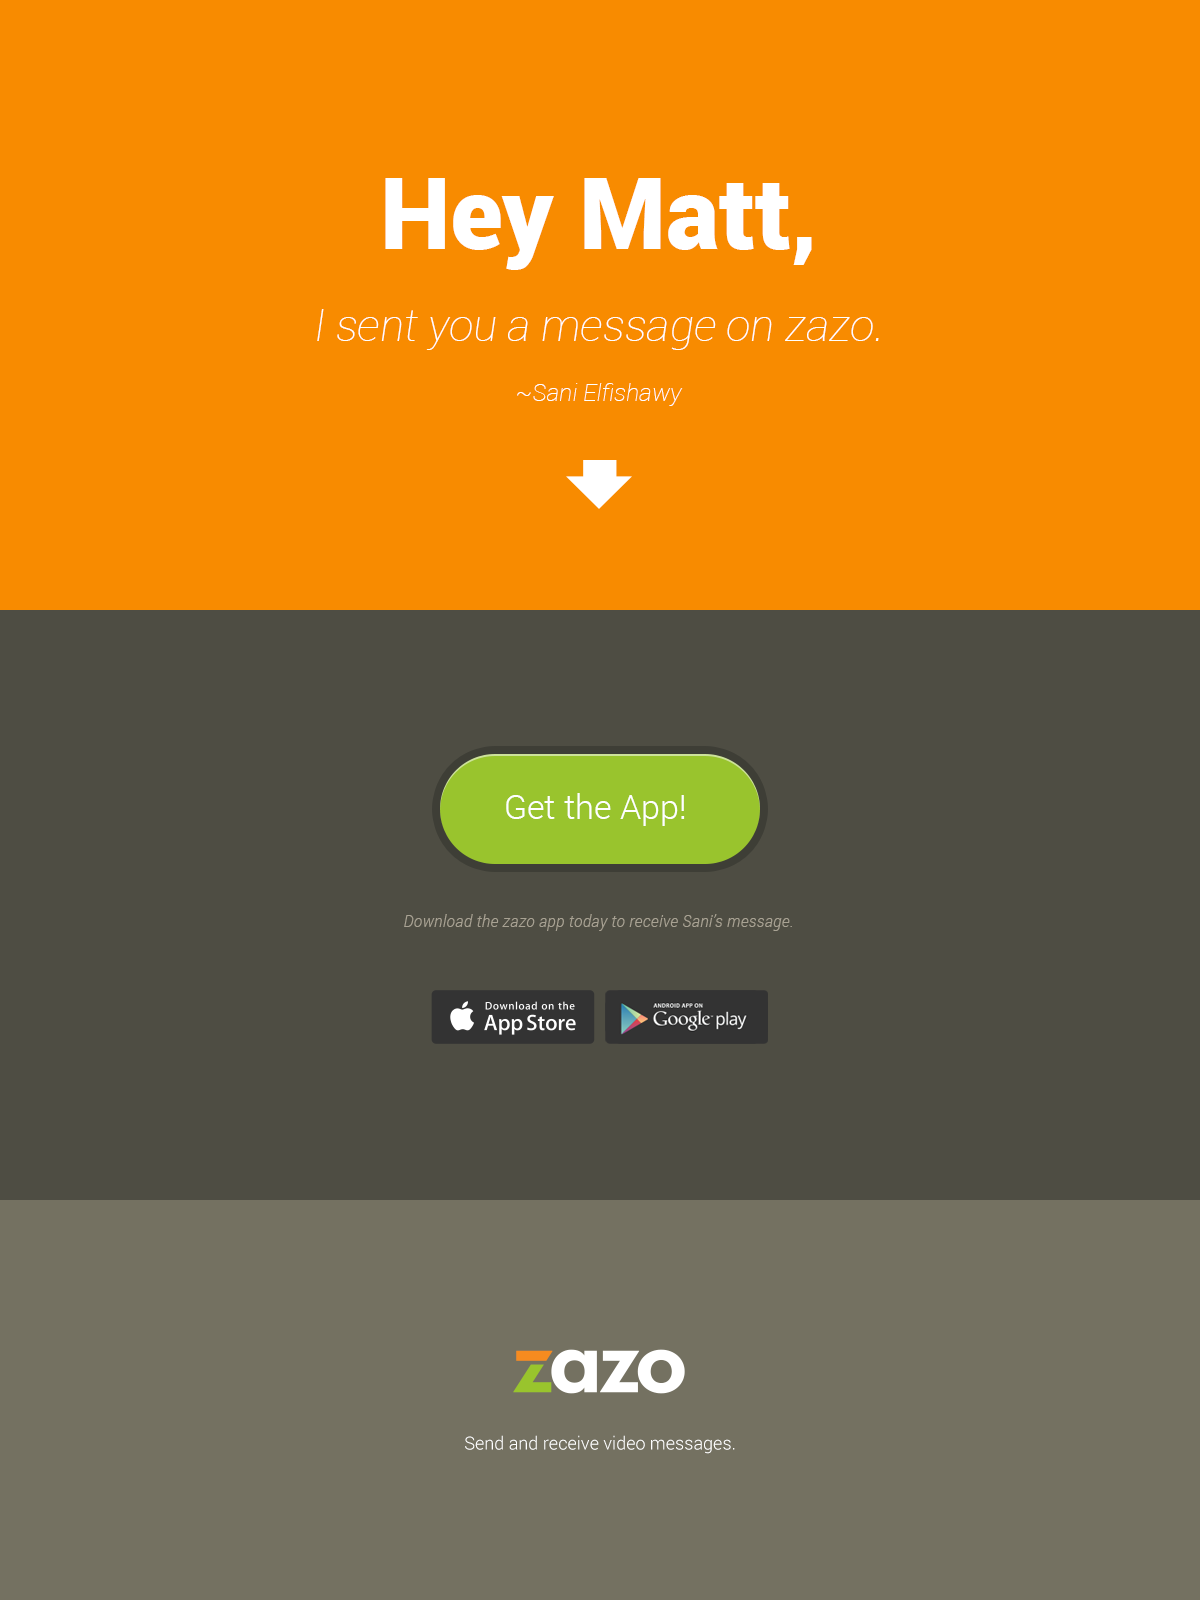 Hey Matt,
I sent you a message on zazo.
~Sani Elfishawy
Get the App!
Download the zazo app today to receive Sani's message.
Download on the
App Store
ANDROID APP ON
Google play
zazo
Send and receive video messages.